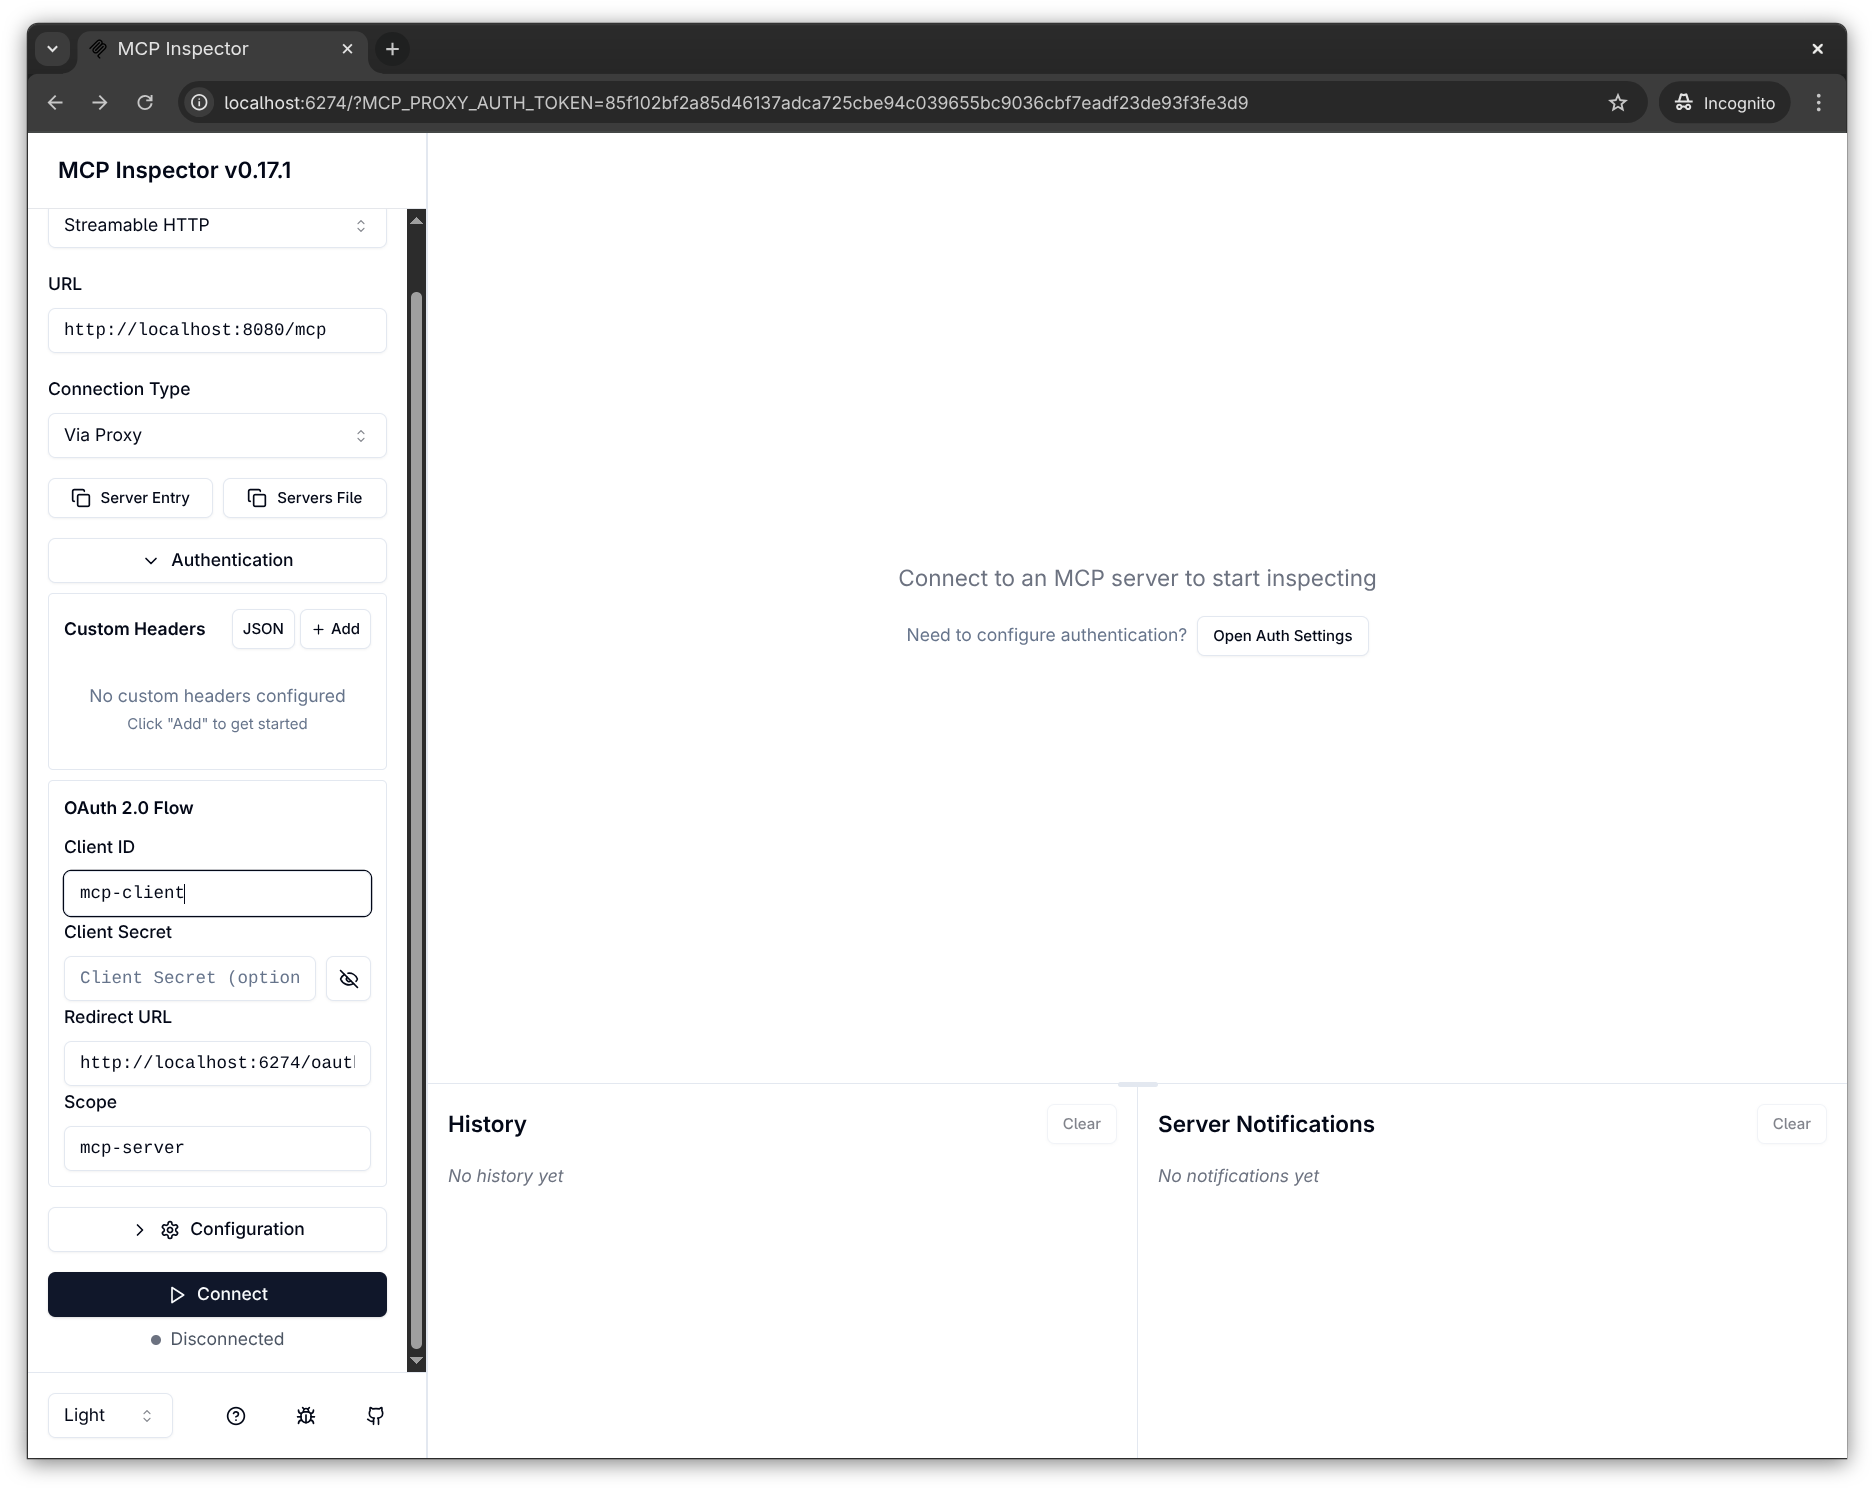 MCP Inspector
localhost:6274/?MCP_PROXY_AUTH_TOKEN=85f102bf2a85d46137adca725cbe94c039655bc9036cbf7eadf23de93f3fe3d9
Incognito
MCP Inspector v0.17.1
Streamable HTTP
URL
http://localhost:8080/mcp
Connection Type
Via Proxy
Server Entry
Servers File
Authentication
Custom Headers
JSON
+ Add
No custom headers configured
Click "Add" to get started
OAuth 2.0 Flow
Client ID
mcp-client
Client Secret
Client Secret (option
Redirect URL
http://localhost:6274/oaut
Scope
mcp-server
Configuration
Connect
Disconnected
Light
Connect to an MCP server to start inspecting
Need to configure authentication?
Open Auth Settings
History
Clear
No history yet
Server Notifications
Clear
No notifications yet